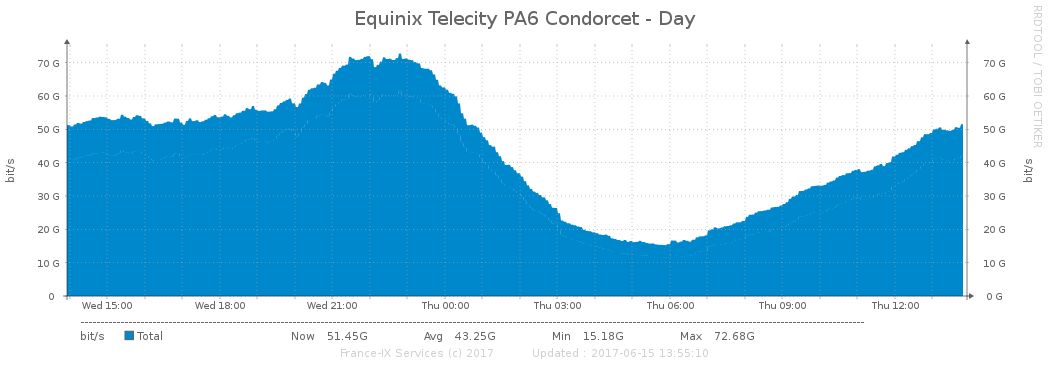 Equinix Telecity PA6 Condorcet - Day
RRDTOOL / TOBI OETIKER
bit/s
70 G
60 G
50 G
40 G
30 G
20 G
10 G
0
70 G
60 G
50 G
40 G
30 G
20 G
10 G
0 G
bit/s
Wed 15:00 Wed 18:00 Wed 21:00 Thu 00:00 Thu 03:00 Thu 06:00 Thu 09:00 Thu 12:00
bit/s Total Now 51.45G Avg 43.25G Min 15.18G Max 72.68G
France-IX Services (c) 2017 Updated : 2017-06-15 13:55:10